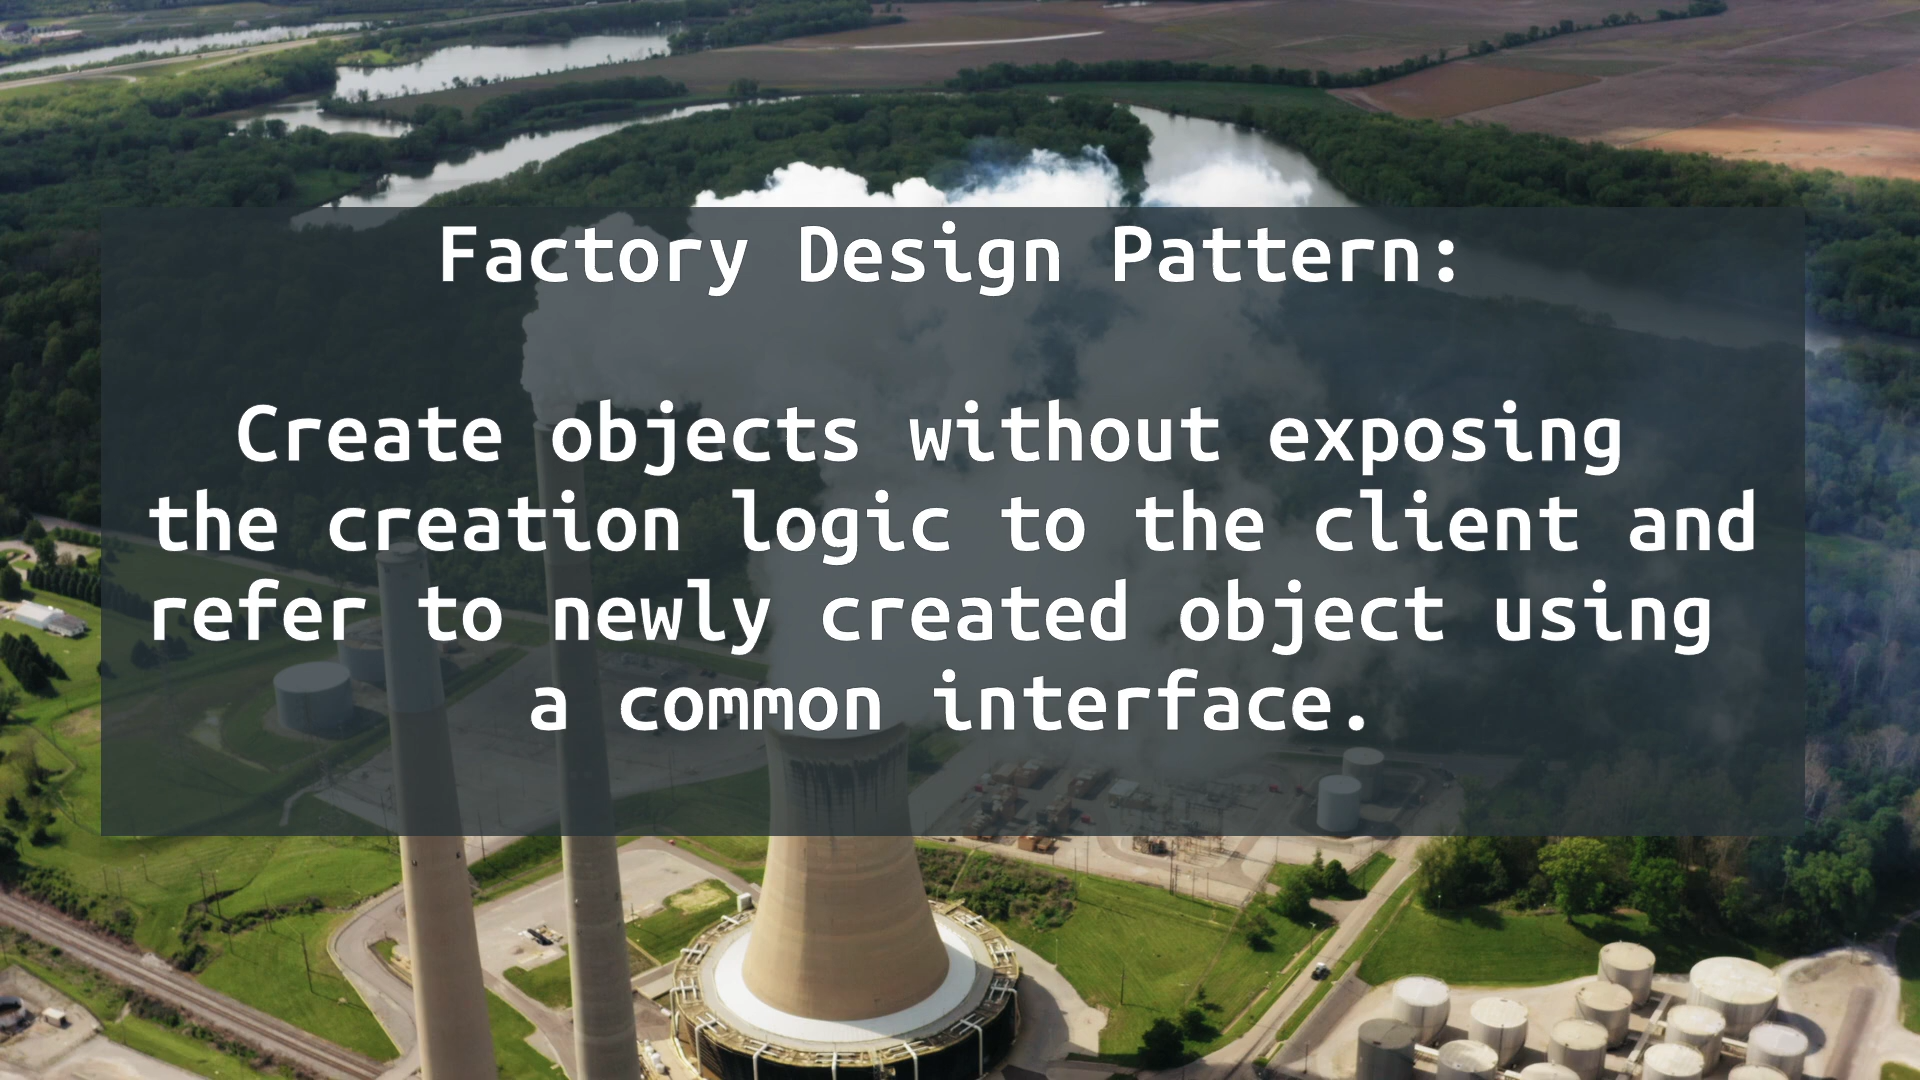 Factory Design Pattern:
Create objects without exposing
the creation logic to the client and
refer to newly created object using
a common interface.